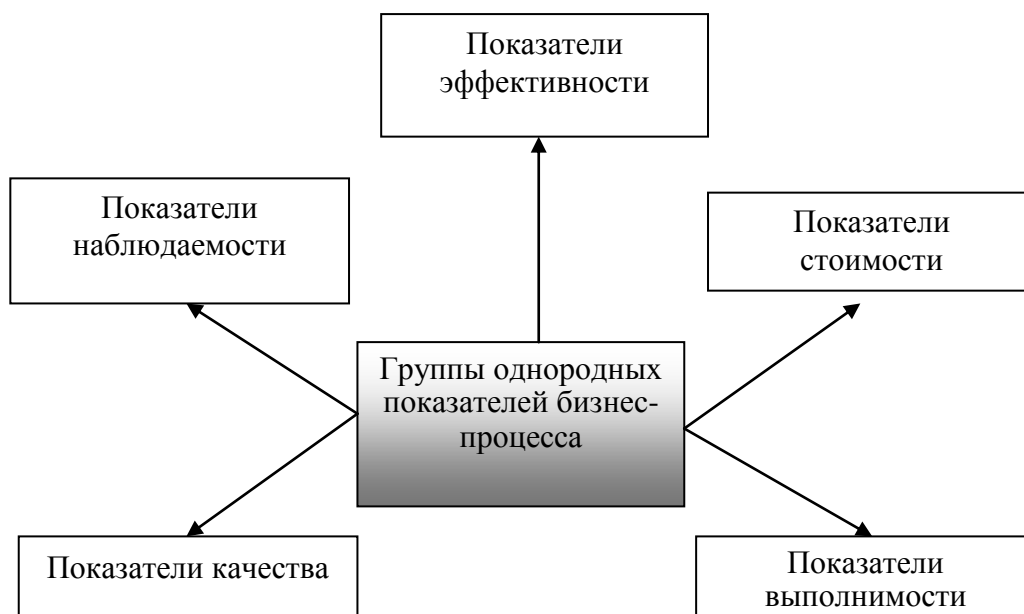 Показатели
эффективности
Показатели
наблюдаемости
Показатели
стоимости
Группы однородных
показателей бизнес-
процесса
Показатели качества
Показатели
выполнимости